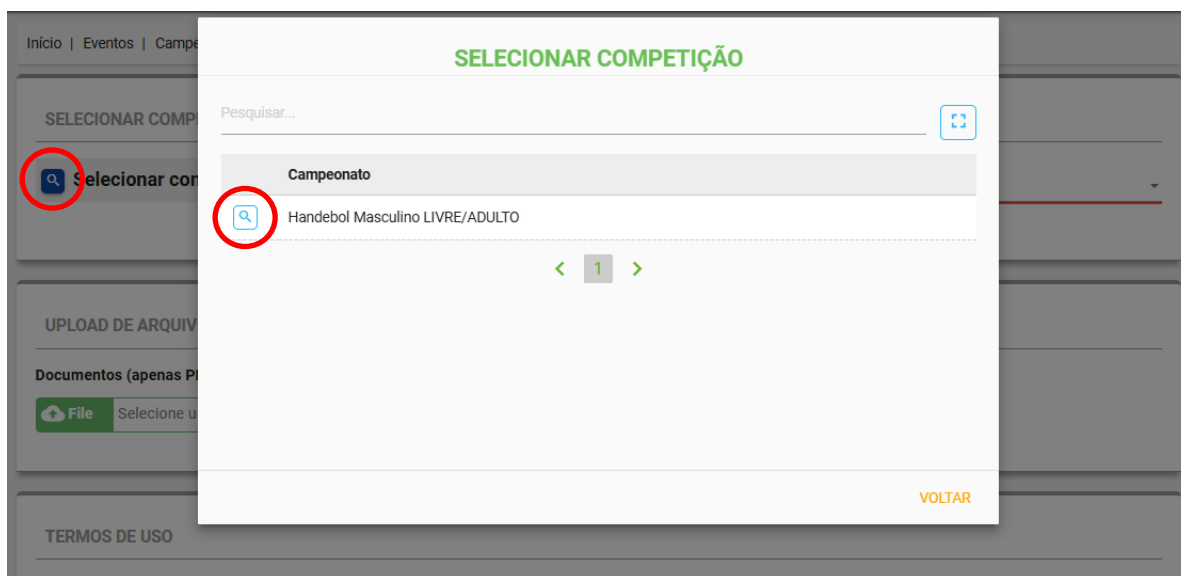 Início | Eventos | Campe
SELECIONAR COMPETIÇÃO
SELECIONAR COMP
Pesquisar...
Selecionar con
Campeonato
Handebol Masculino LIVRE/ADULTO
1
UPLOAD DE ARQUIV
Documentos (apenas P
File Selecione u
VOLTAR
TERMOS DE USO